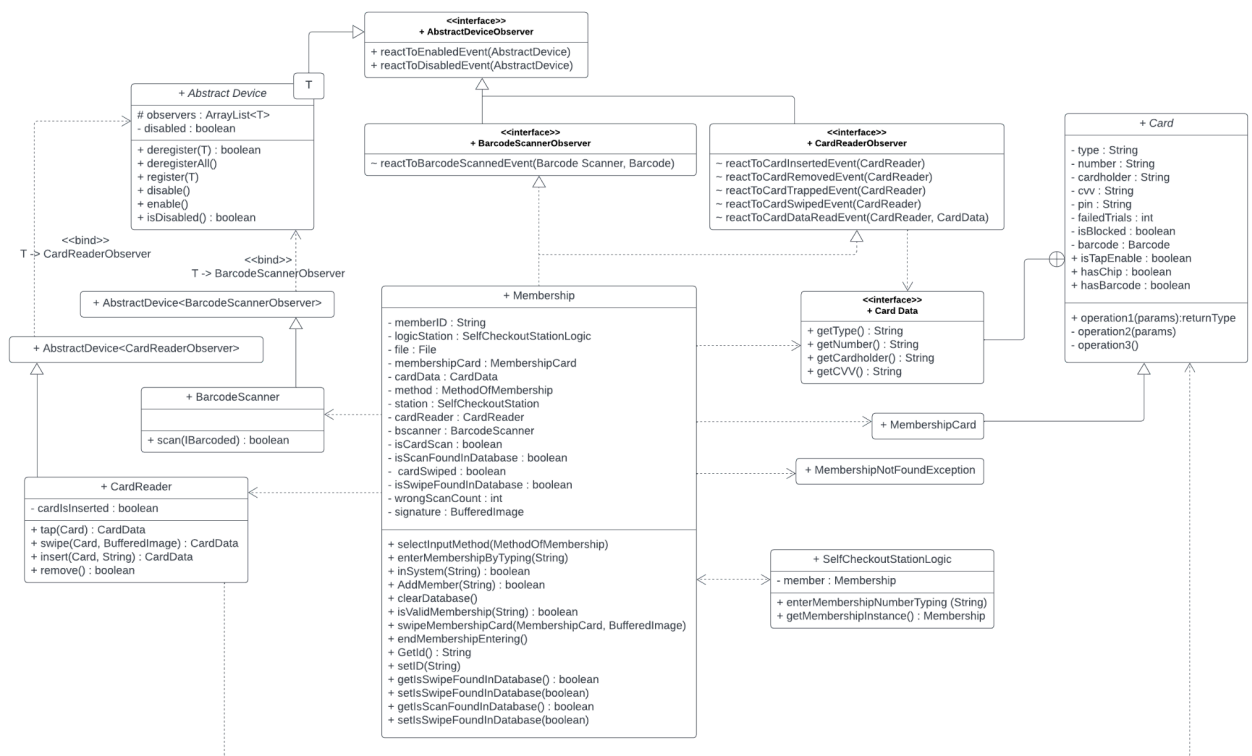 <<interface>>
+ AbstractDeviceObserver
+ reactToEnabledEvent(AbstractDevice)
+ reactToDisabledEvent(AbstractDevice)
T
+ Abstract Device
# observers : ArrayList<T>
- disabled : boolean
+ deregister(T) : boolean
+ deregisterAll()
+ register(T)
+ disable()
+ enable()
+ isDisabled() : boolean
<<interface>>
+ BarcodeScannerObserver
~ reactToBarcodeScannedEvent(Barcode Scanner, Barcode)
<<interface>>
+ CardReaderObserver
~ reactToCardInsertedEvent(CardReader)
~ reactToCardRemovedEvent(CardReader)
~ reactToCardTrappedEvent(CardReader)
~ reactToCardSwipedEvent(CardReader)
~ reactToCardDataReadEvent(CardReader, CardData)
+ Card
- type : String
- number : String
- cardholder : String
- cvv : String
- pin : String
- failedTrials : int
- isBlocked : boolean
- barcode : Barcode
+ isTapEnable : boolean
+ hasChip : boolean
+ hasBarcode : boolean
+ operation1(params):returnType
- operation2(params)
- operation3()
<<bind>>
T -> CardReaderObserver
<<bind>>
T -> BarcodeScannerObserver
+ AbstractDevice<BarcodeScannerObserver>
+ AbstractDevice<CardReaderObserver>
+ BarcodeScanner
+ scan(IBarcoded) : boolean
+ CardReader
- cardIsInserted : boolean
+ tap(Card) : CardData
+ swipe(Card, BufferedImage) : CardData
+ insert(Card, String) : CardData
+ remove() : boolean
+ Membership
- memberID : String
- logicStation : SelfCheckoutStationLogic
- file : File
- membershipCard : MembershipCard
- cardData : CardData
- method : MethodOfMembership
- station : SelfCheckoutStation
- cardReader : CardReader
- bscanner : BarcodeScanner
- isCardScan : boolean
- isScanFoundInDatabase : boolean
- cardSwiped : boolean
- isSwipeFoundInDatabase : boolean
- wrongScanCount : int
- signature : BufferedImage
+ selectInputMethod(MethodOfMembership)
+ enterMembershipByTyping(String)
+ inSystem(String) : boolean
+ AddMember(String) : boolean
+ clearDatabase()
+ isValidMembership(String) : boolean
+ swipeMembershipCard(MembershipCard, BufferedImage)
+ endMembershipEntering()
+ GetId() : String
+ setID(String)
+ getIsSwipeFoundInDatabase() : boolean
+ setIsSwipeFoundInDatabase(boolean)
+ getIsScanFoundInDatabase() : boolean
+ setIsSwipeFoundInDatabase(boolean)
<<interface>>
+ Card Data
+ getType() : String
+ getNumber() : String
+ getCardholder() : String
+ getCVV() : String
+ MembershipCard
+ MembershipNotFoundException
+ SelfCheckoutStationLogic
- member : Membership
+ enterMembershipNumberTyping (String)
+ getMembershipInstance() : Membership